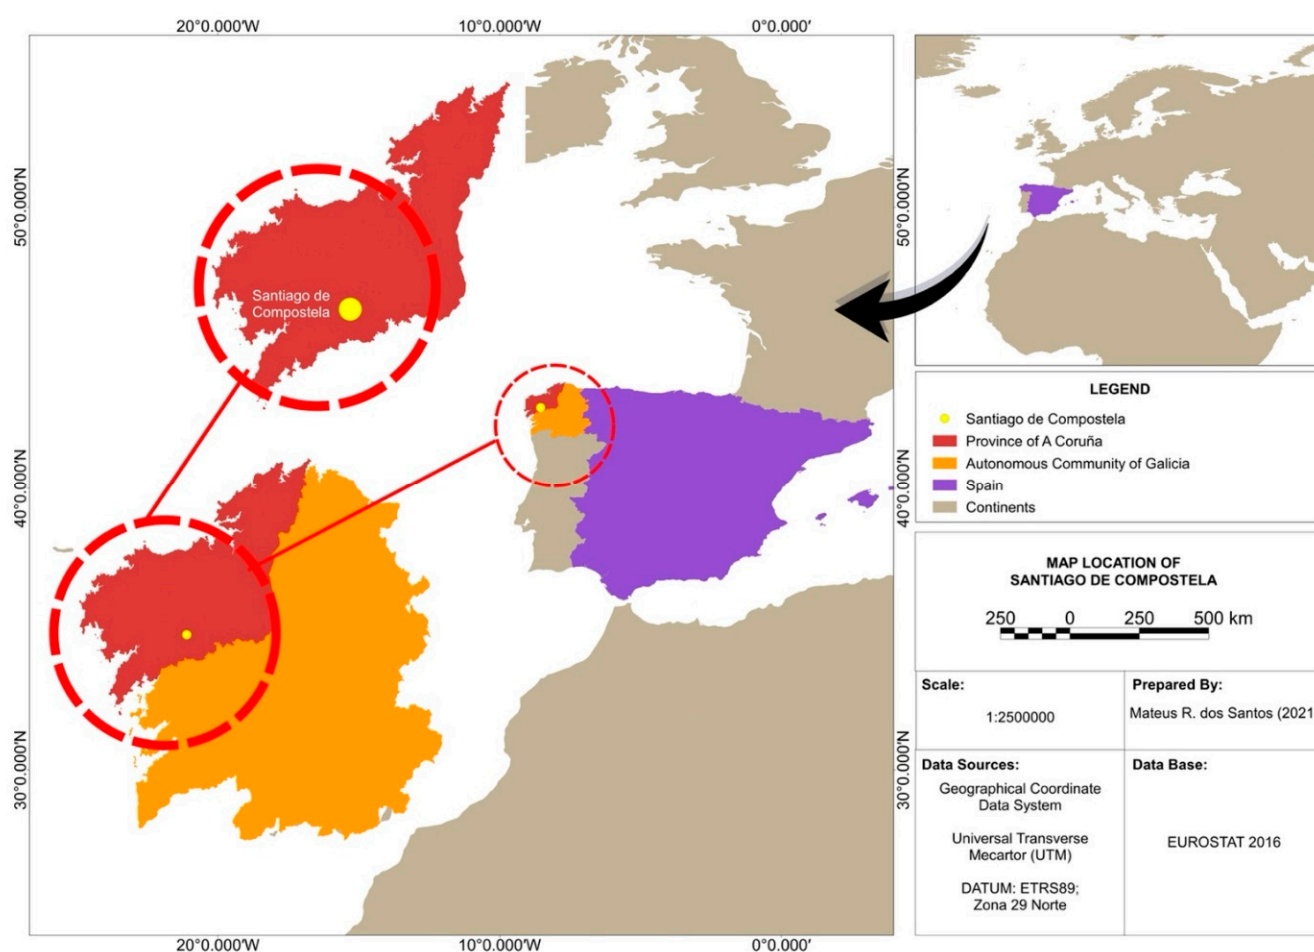 20°0.000'W 10°0.000'W 0°0.000'
50°0.000'N
40°0.000'N
30°0.000'N
Santiago de
Compostela
20°0.000'W 10°0.000'W 0°0.000'
50°0.000'N
40°0.000'N
30°0.000'N
LEGEND
Santiago de Compostela
Province of A Coruña
Autonomous Community of Galicia
Spain
Continents
MAP LOCATION OF
SANTIAGO DE COMPOSTELA
250 0 250 500 km
Scale:
1:2500000
Prepared By:
Mateus R. dos Santos (2021
Data Sources:
Geographical Coordinate
Data System
Universal Transverse
Mecartor (UTM)
DATUM: ETRS89;
Zona 29 Norte
Data Base:
EUROSTAT 2016